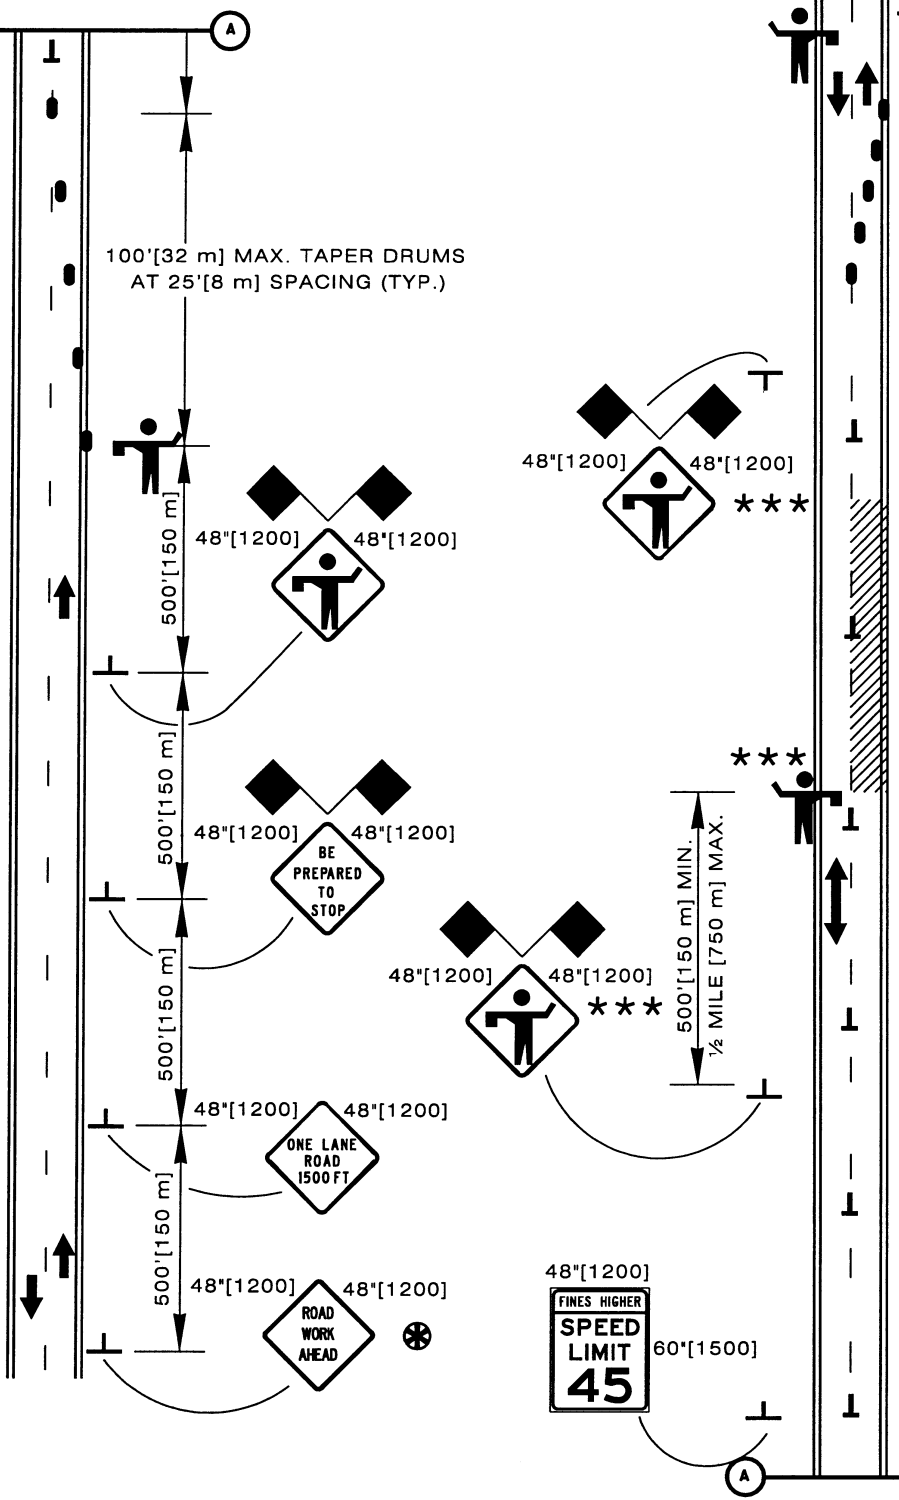 A
100'[32 m] MAX. TAPER DRUMS
AT 25'[8 m] SPACING (TYP.)
500'[150 m]
48"[1200] 48"[1200]
500'[150 m]
48"[1200] 48"[1200]
BE
PREPARED
TO
STOP
500'[150 m]
48"[1200] 48"[1200]
ONE LANE
ROAD
1500 FT
500'[150 m]
48"[1200] 48"[1200]
ROAD
WORK
AHEAD
48"[1200] 48"[1200]
***
***
500'[150 m] MIN.
½ MILE [750 m] MAX.
48"[1200] 48"[1200]
***
48"[1200]
FINES HIGHER
SPEED
LIMIT
45
60"[1500]
A